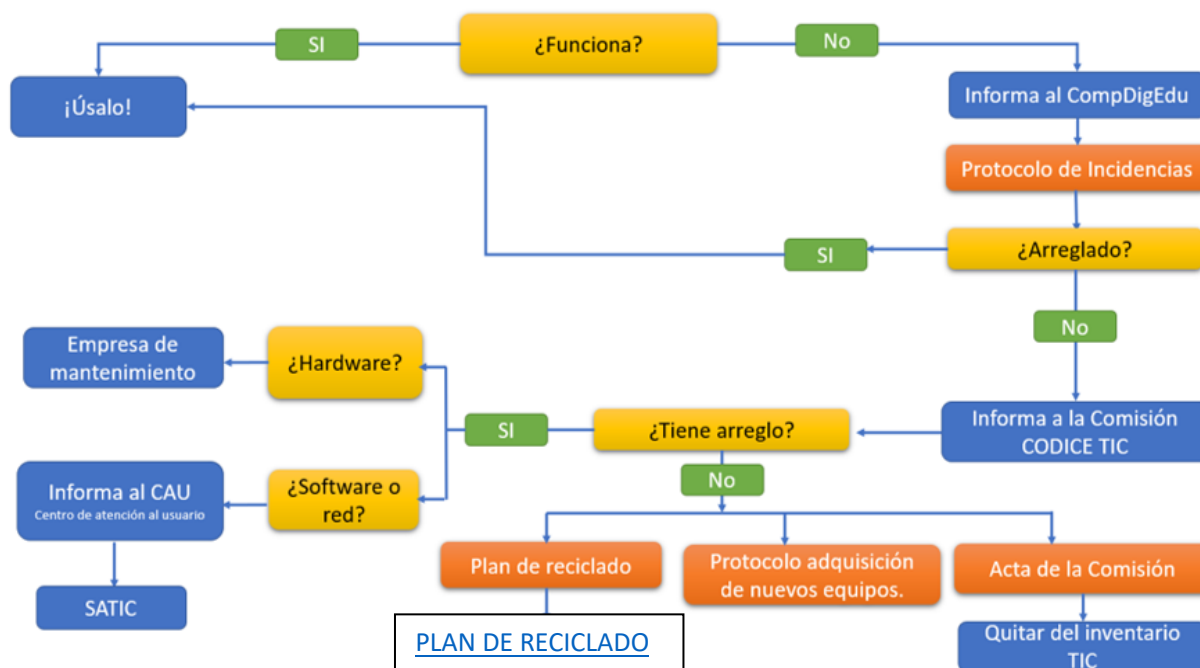 SI
¿Funciona?
No
¡Úsalo!
Informa al CompDigEdu
Protocolo de Incidencias
SI
¿Arreglado?
No
Empresa de
mantenimiento
¿Hardware?
SI
¿Tiene arreglo?
Informa a la Comisión
CODICE TIC
No
Informa al CAU
Centro de atención al usuario
¿Software o
red?
Plan de reciclado
Protocolo adquisición
de nuevos equipos.
Acta de la Comisión
SATIC
PLAN DE RECICLADO
Quitar del inventario
TIC